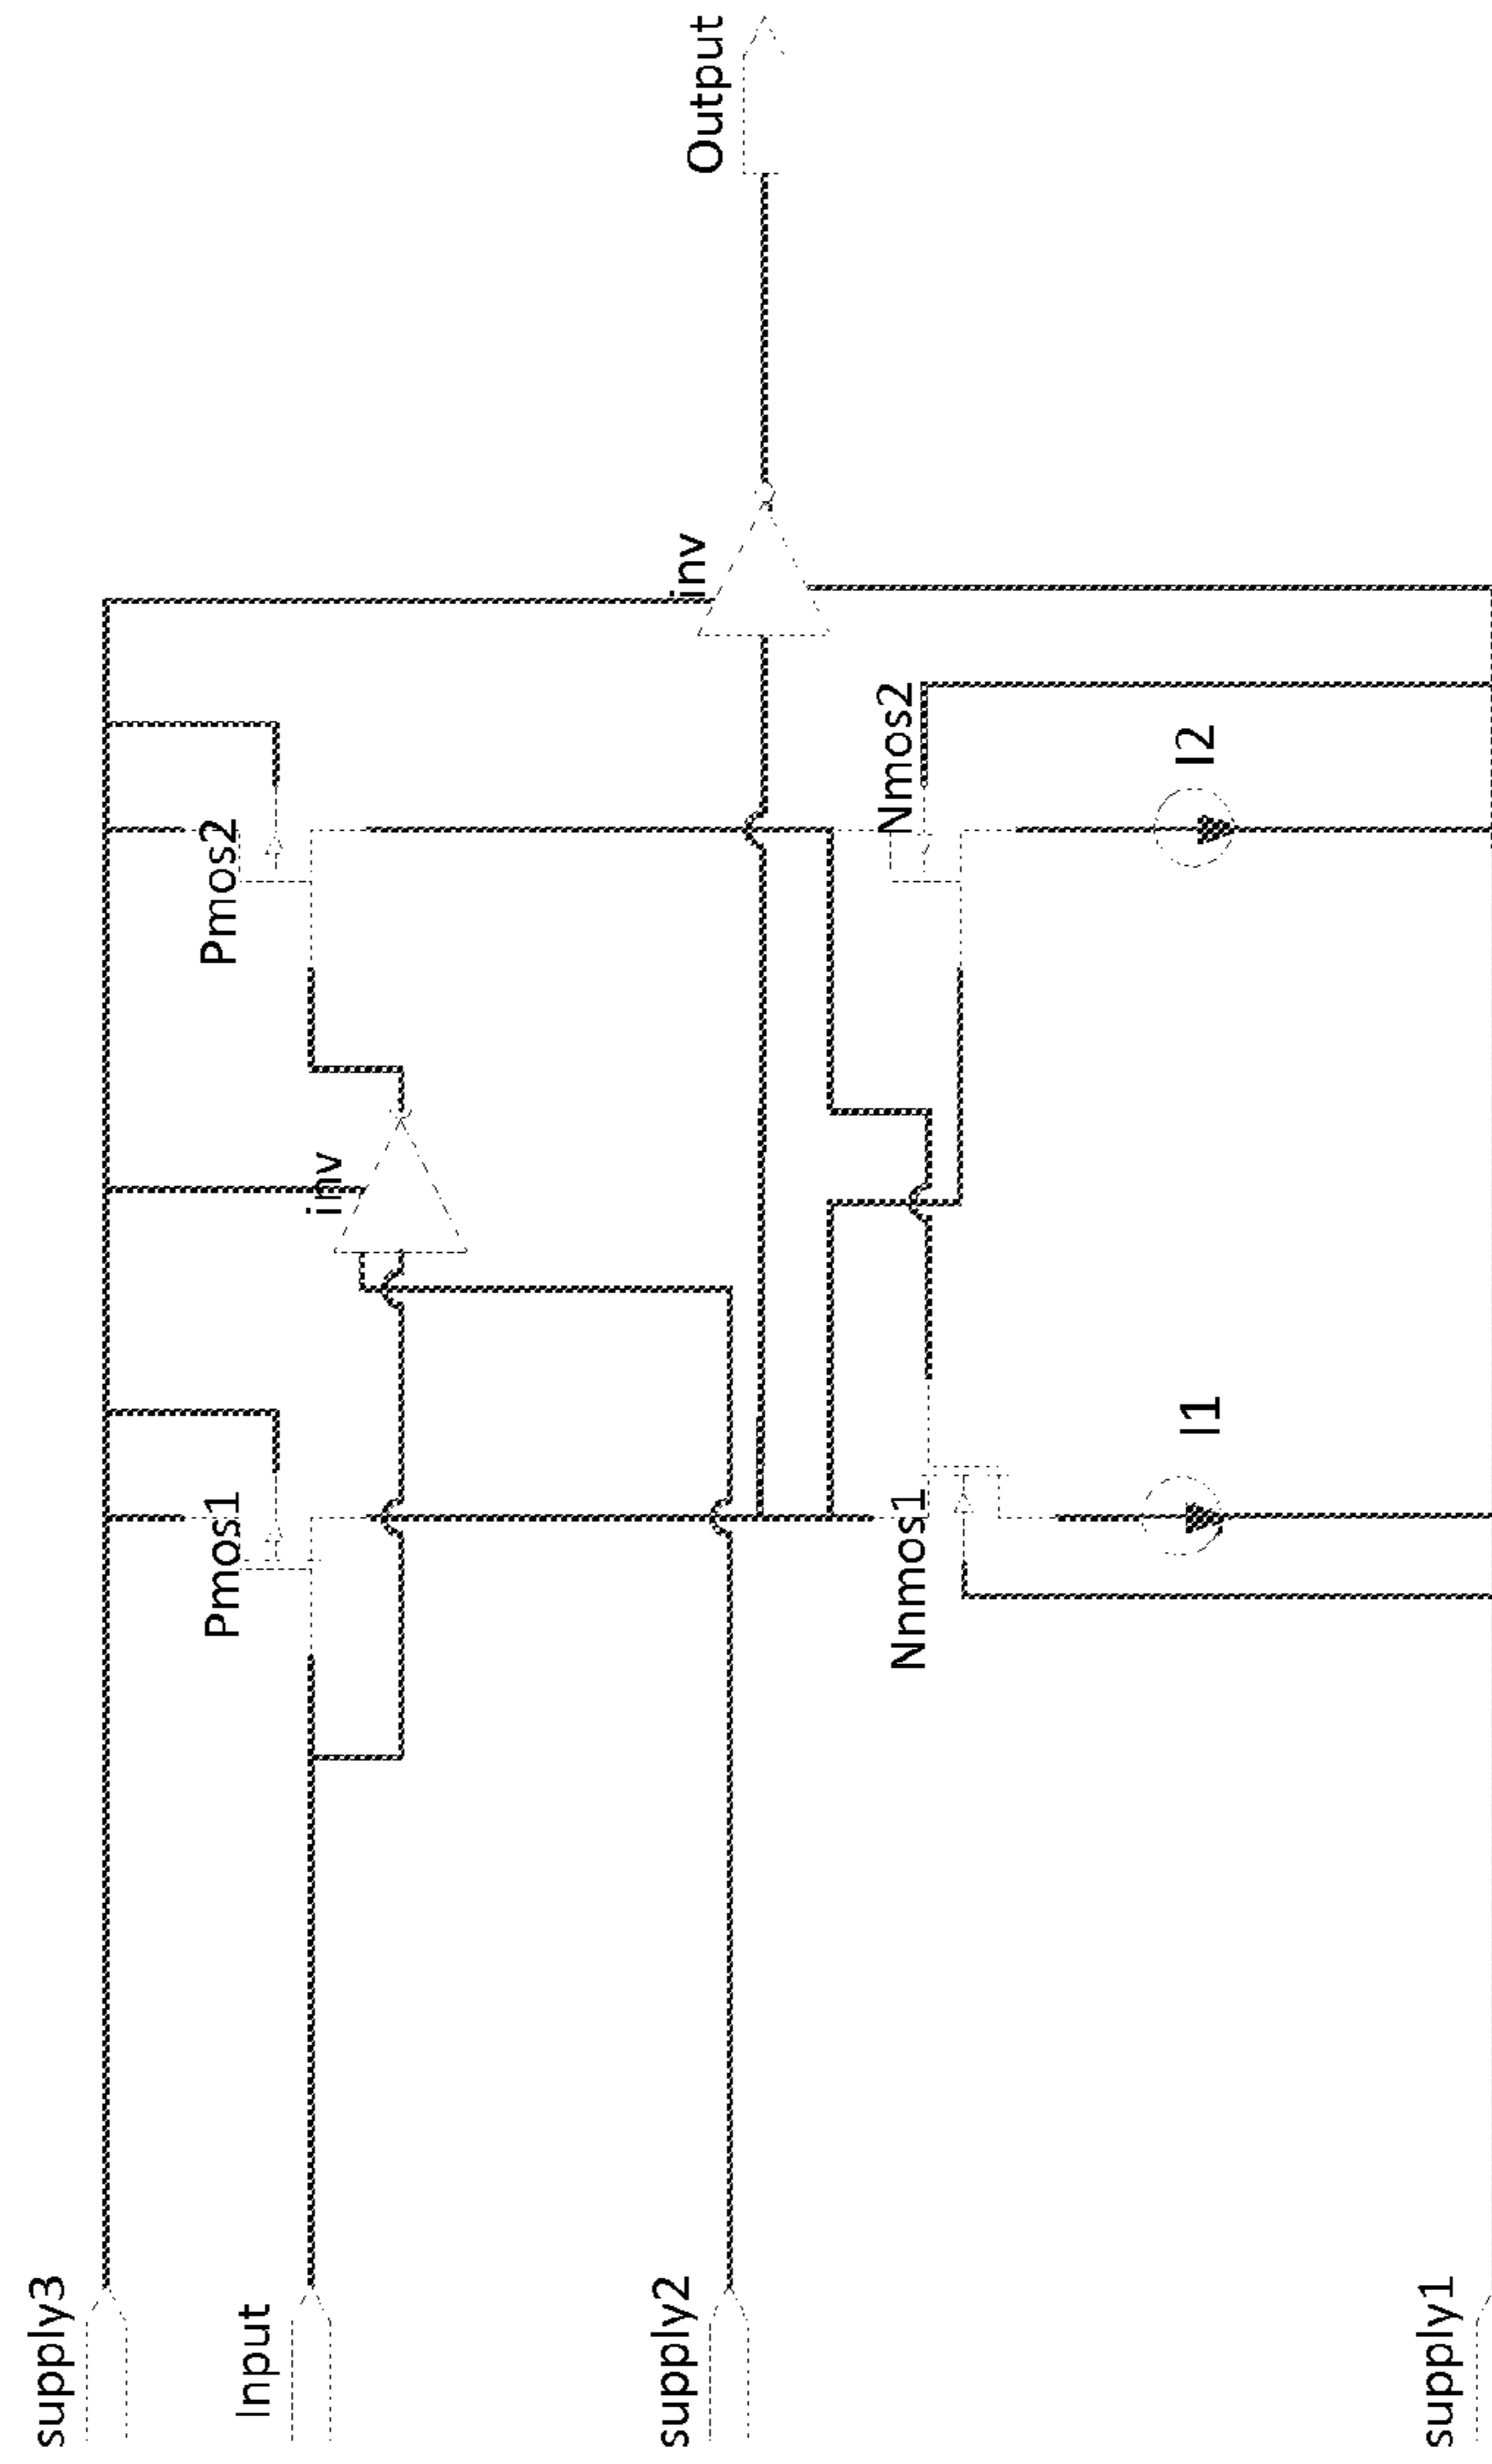 supply3
Input
supply2
supply1
Pmos1
inv
Pmos2
Nnmos1
Nmos2
I1
I2
inv
Output